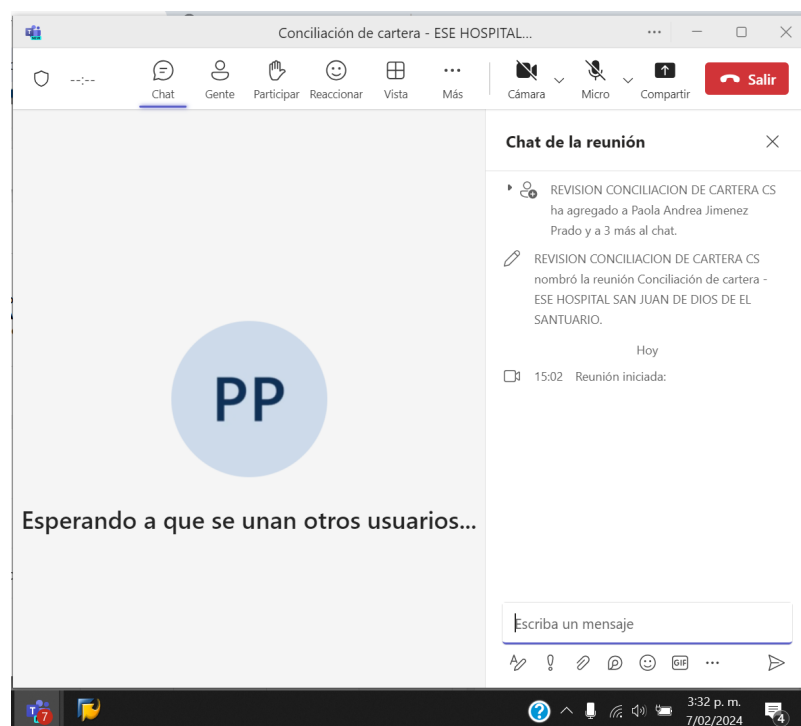 Conciliación de cartera - ESE HOSPITAL...
--:--
Chat
Gente
Participar
Reaccionar
Vista
Más
Cámara
Micro
Compartir
Salir
Chat de la reunión
REVISION CONCILIACION DE CARTERA CS
ha agregado a Paola Andrea Jimenez
Prado y a 3 más al chat.
REVISION CONCILIACION DE CARTERA CS
nombró la reunión Conciliación de cartera -
ESE HOSPITAL SAN JUAN DE DIOS DE EL
SANTUARIO.
Hoy
15:02 Reunión iniciada:
PP
Esperando a que se unan otros usuarios...
Escriba un mensaje
GIF
7
3:32 p. m.
7/02/2024
4